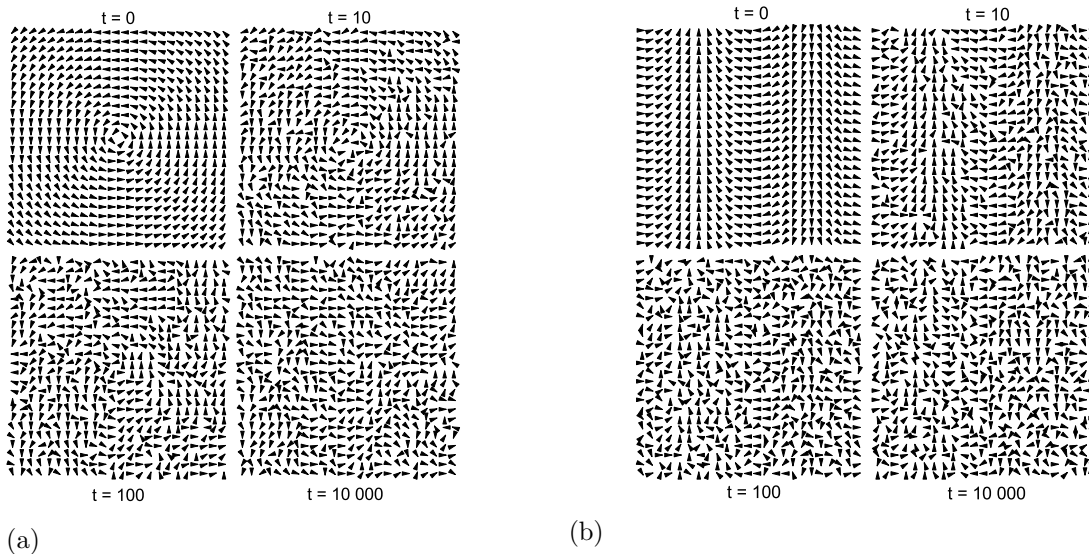 t = 0 t = 10
t = 100 t = 10 000
(a)
t = 0 t = 10
t = 100 t = 10 000
(b)